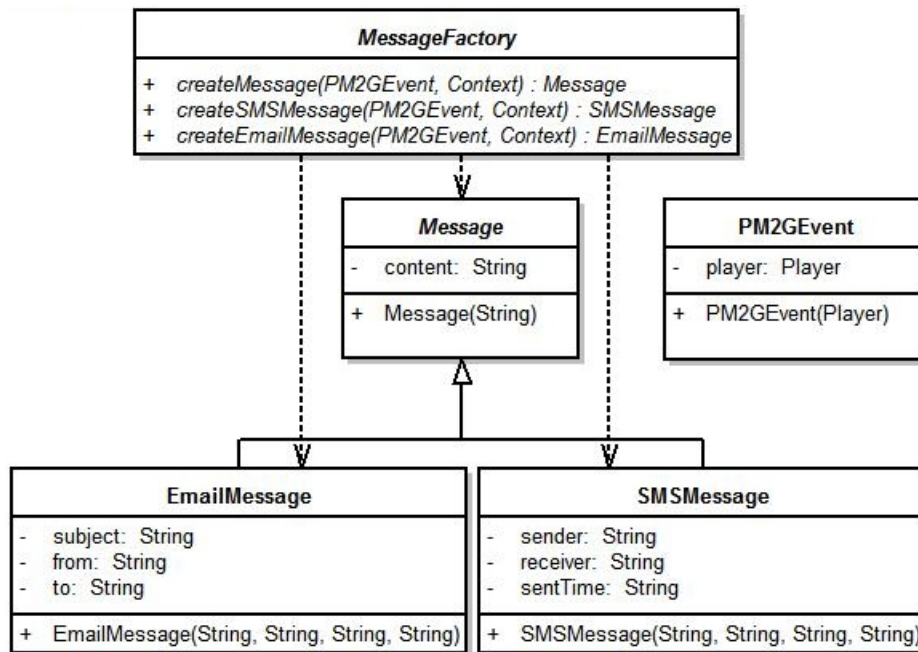 MessageFactory
+ createMessage(PM2GEvent, Context) : Message
+ createSMSMessage(PM2GEvent, Context) : SMSMessage
+ createEmailMessage(PM2GEvent, Context) : EmailMessage
Message
- content: String
+ Message(String)
PM2GEvent
- player: Player
+ PM2GEvent(Player)
EmailMessage
- subject: String
- from: String
- to: String
+ EmailMessage(String, String, String, String)
SMSMessage
- sender: String
- receiver: String
- sentTime: String
+ SMSMessage(String, String, String, String)